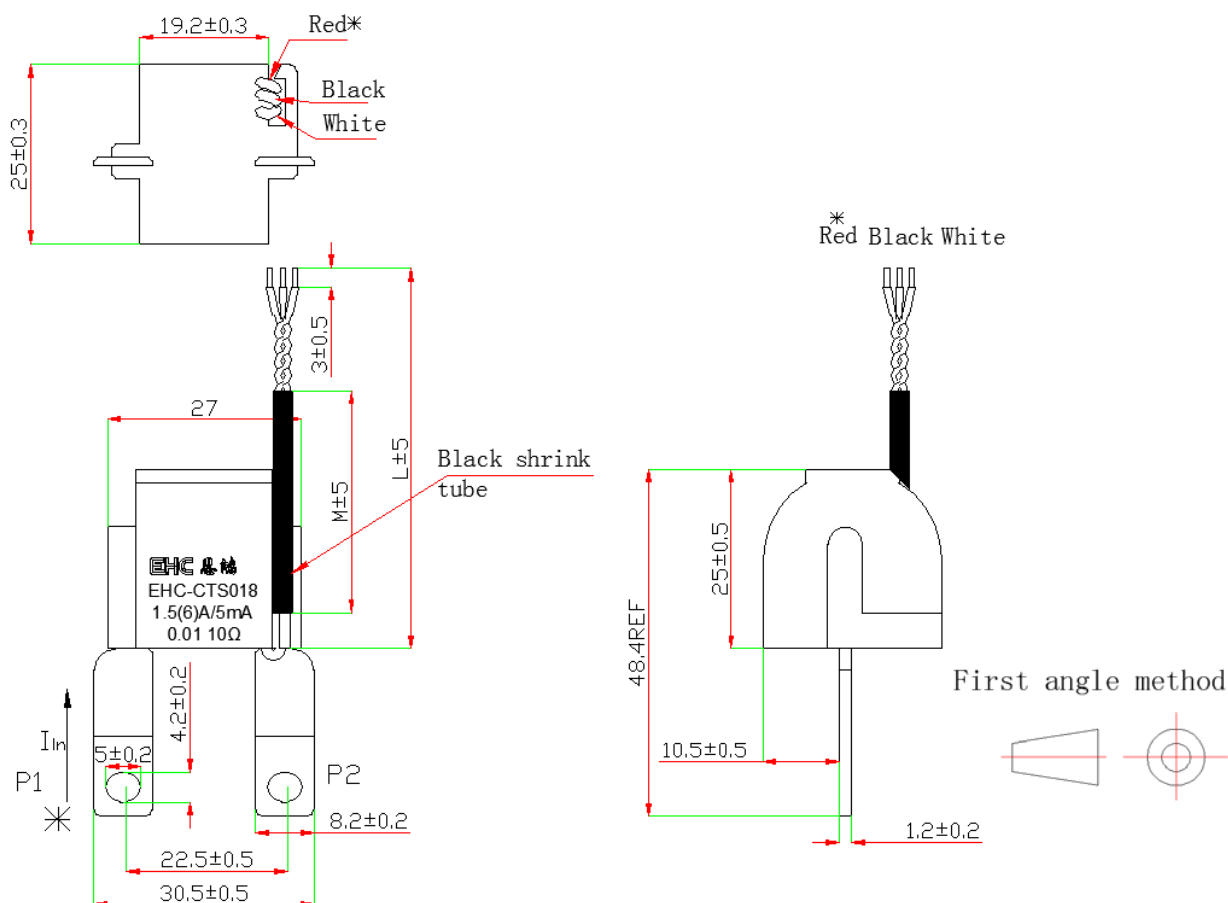 19.2±0.3
Red*
Black
White
25±0.3
* 
Red Black White
3±0.5
27
L±5
M±5
Black shrink
tube
EHC 思鸿
EHC-CTS018
1.5(6)A/5mA
0.01 10Ω
25±0.5
48.4REF
First angle method
4.2±0.2
Iin
5±0.2
P1
P2
*
10.5±0.5
8.2±0.2
1.2±0.2
22.5±0.5
30.5±0.5